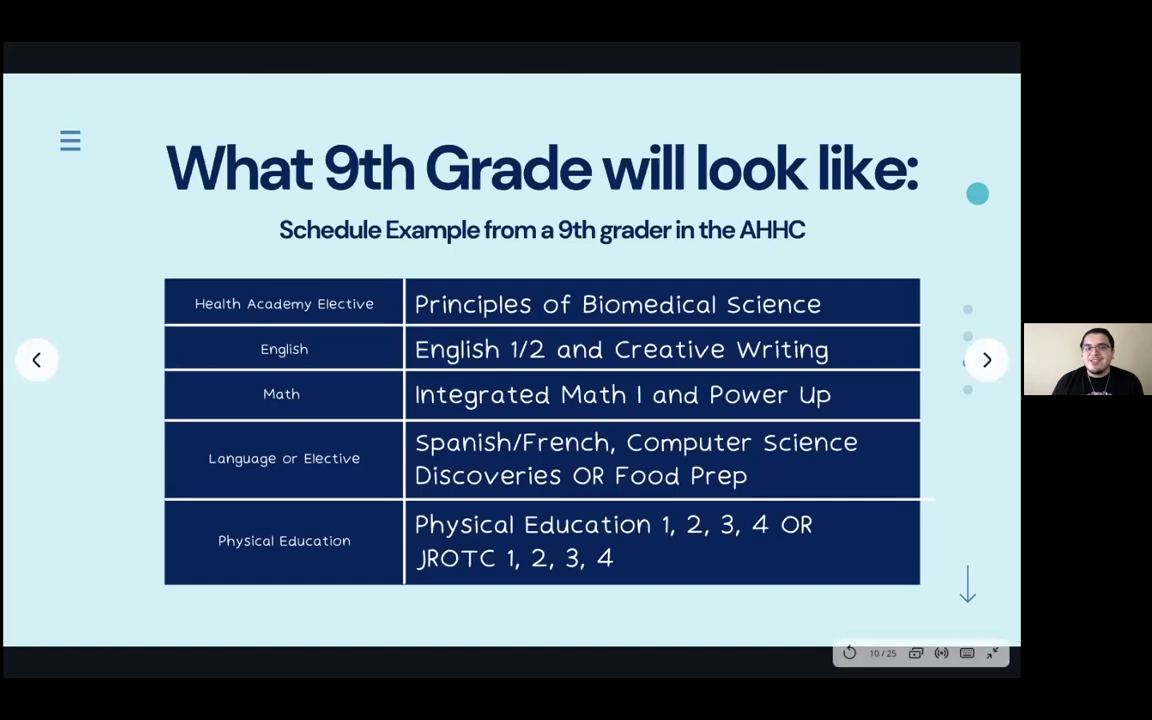 What 9th Grade will look like:
Schedule Example from a 9th grader in the AHHC
Health Academy Elective
Principles of Biomedical Science
English
English 1/2 and Creative Writing
Math
Integrated Math I and Power Up
Language or Elective
Spanish/French, Computer Science
Discoveries OR Food Prep
Physical Education
Physical Education 1, 2, 3, 4 OR
JROTC 1, 2, 3, 4
10 / 25